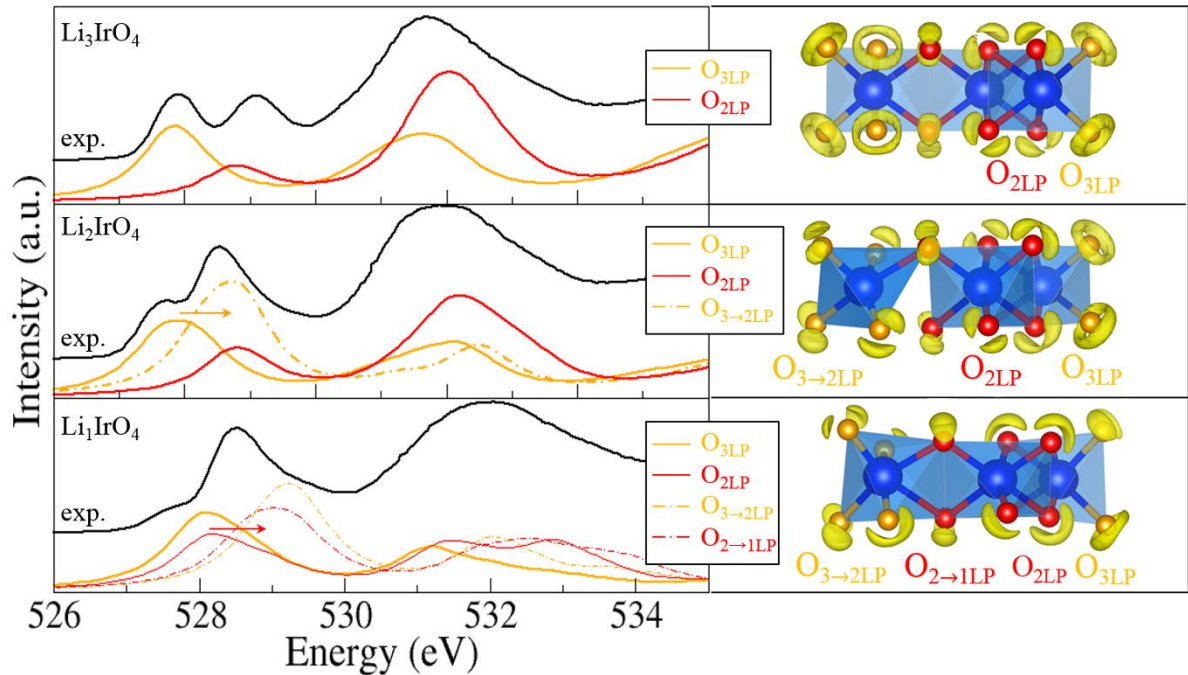 Intensity (a.u.)
Li₃IrO₄
exp.
O₃LP
O₂LP
O₂LP O₃LP
Li₂IrO₄
exp.
O₃LP
O₂LP
O₃→₂LP
O₃→₂LP O₂LP O₃LP
Li₁IrO₄
exp.
O₃LP
O₂LP
O₃→₂LP
O₂→₁LP
O₃→₂LP O₂→₁LP O₂LP O₃LP
526 528 530 532 534
Energy (eV)